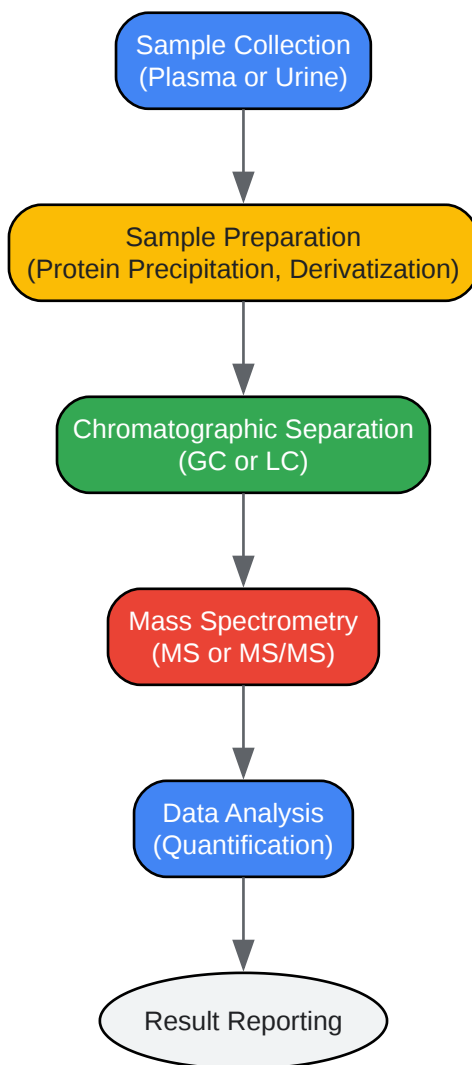 Sample Collection
(Plasma or Urine)
Sample Preparation
(Protein Precipitation, Derivatization)
Chromatographic Separation
(GC or LC)
Mass Spectrometry
(MS or MS/MS)
Data Analysis
(Quantification)
Result Reporting